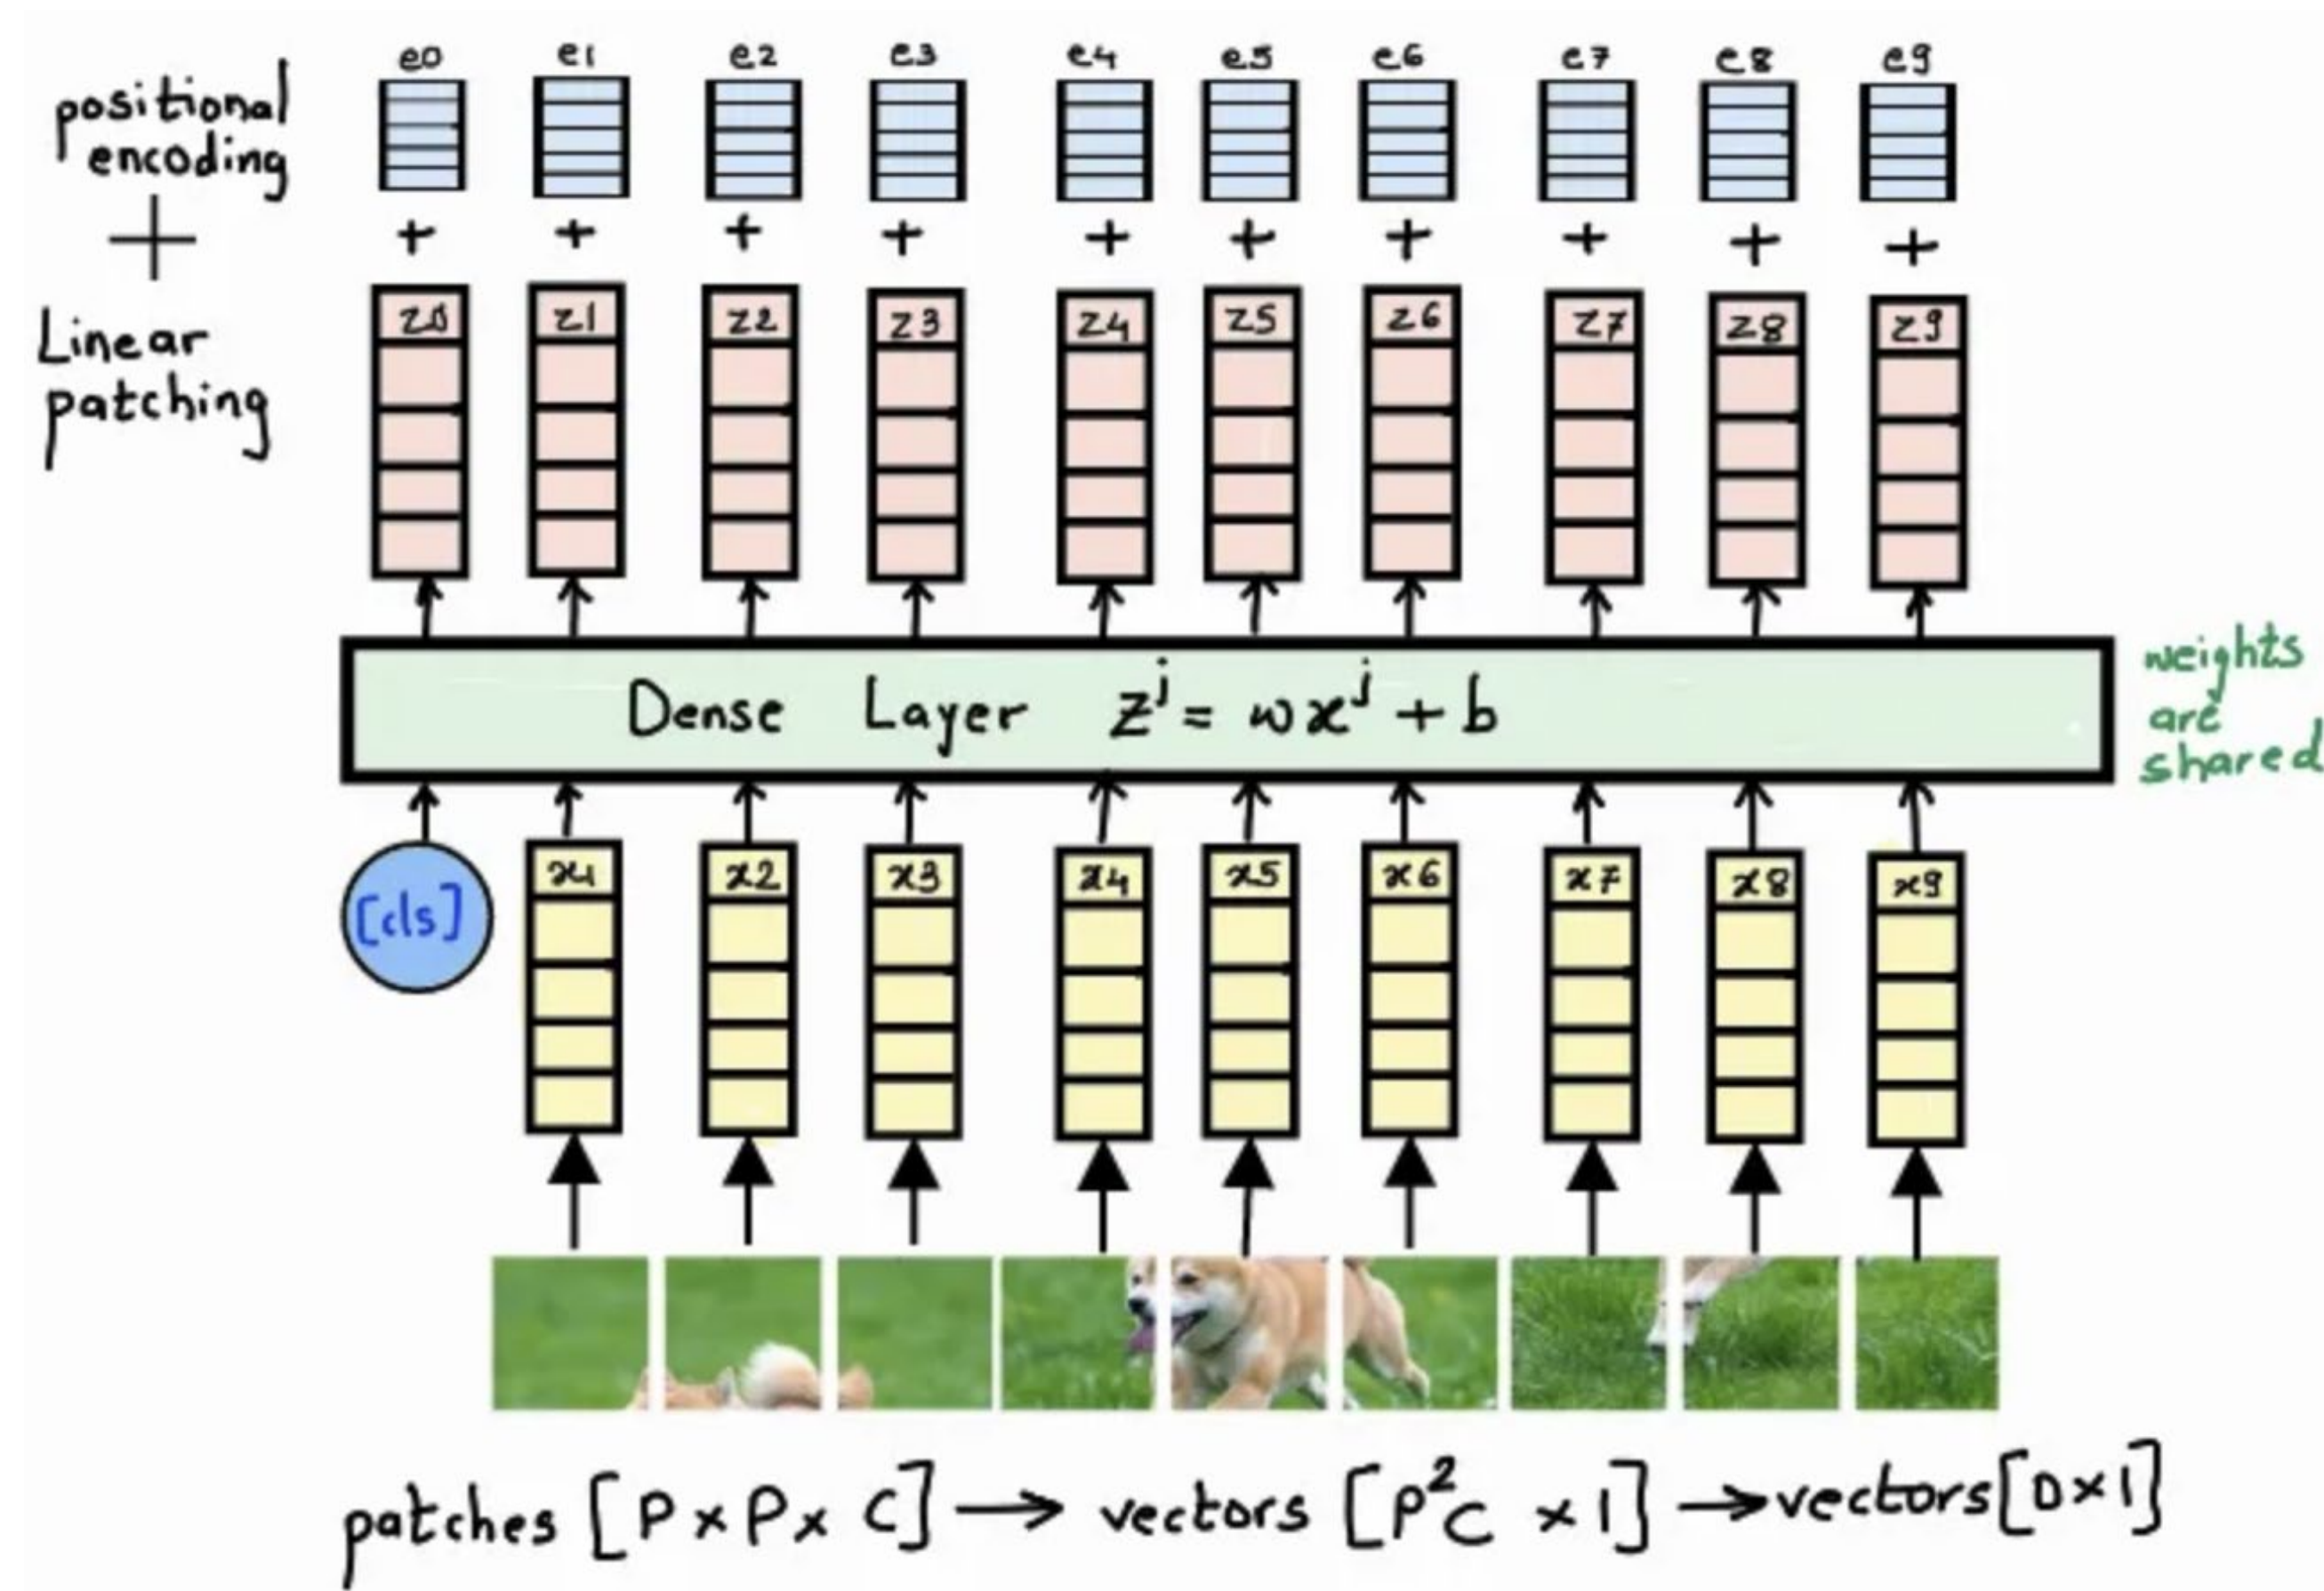 e0 e1 e2 e3 e4 e5 e6 e7 e8 e9
positional
encoding
+ + + + + + + + + +
+
Linear
patching
z0 z1 z2 z3 z4 z5 z6 z7 z8 z9
Dense Layer z^j = wx^j + b
weights
are
shared
[cls]
x1 x2 x3 x4 x5 x6 x7 x8 x9
patches [P x P x C] → vectors [P²C x 1] → vectors [D x 1]